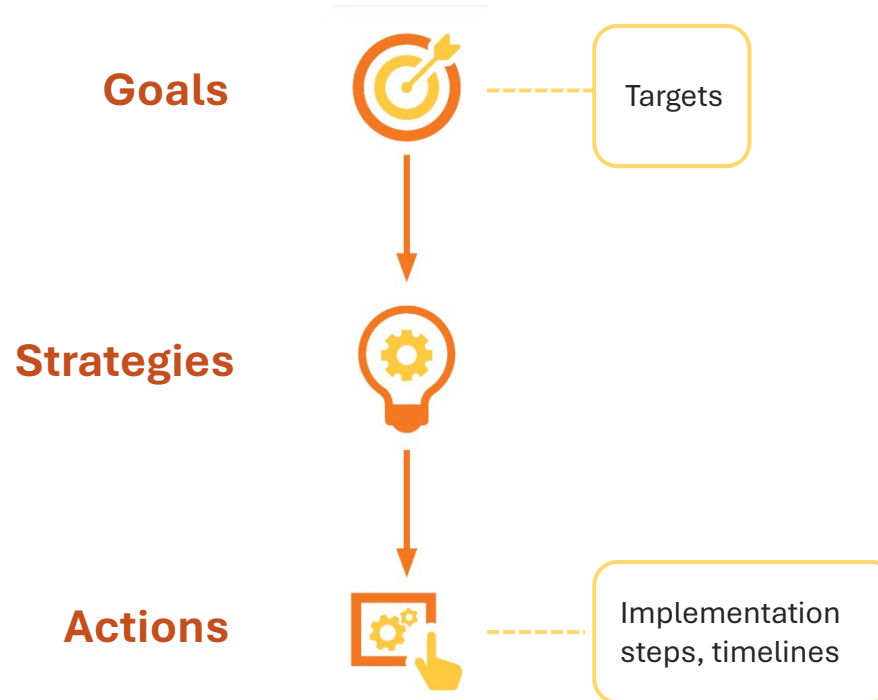 Goals
Targets
Strategies
Actions
Implementation
steps, timelines